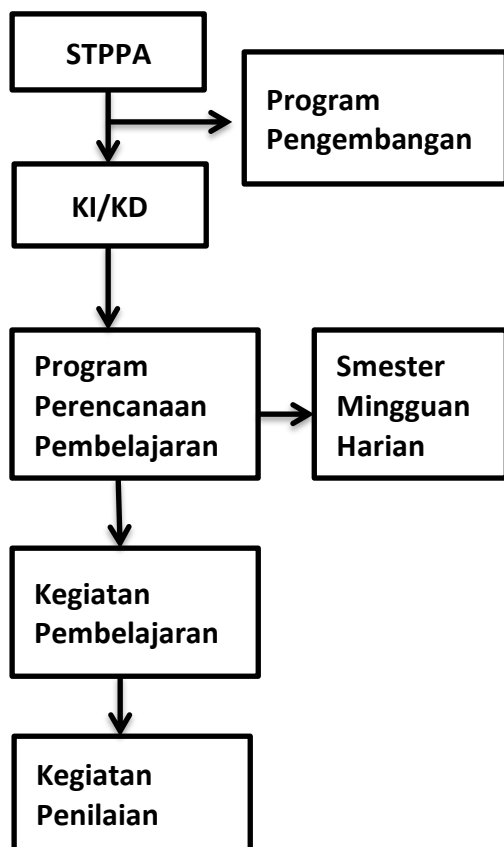 STPPA
Program
Pengembangan
KI/KD
Program
Perencanaan
Pembelajaran
Smester
Mingguan
Harian
Kegiatan
Pembelajaran
Kegiatan
Penilaian